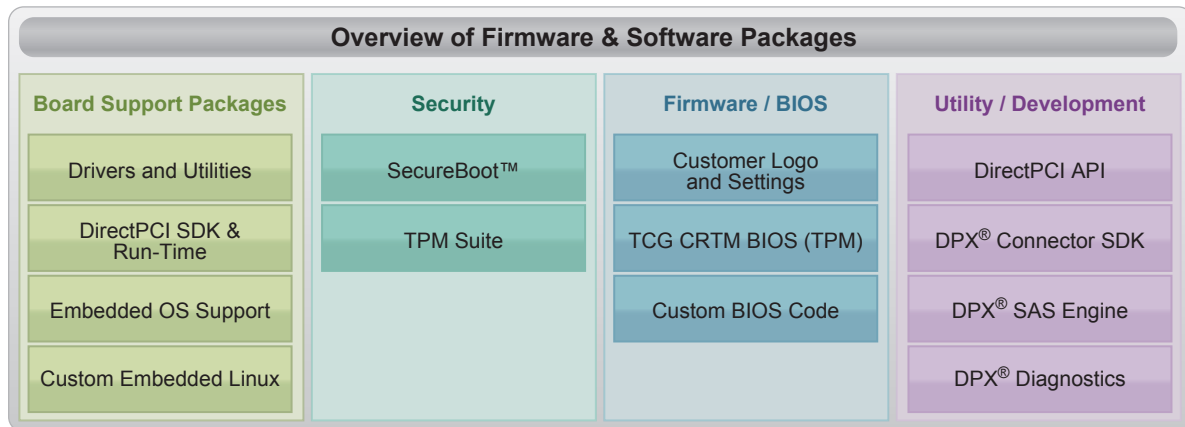 Overview of Firmware & Software Packages
Board Support Packages
Drivers and Utilities
DirectPCI SDK &
Run-Time
Embedded OS Support
Custom Embedded Linux
Security
SecureBoot™
TPM Suite
Firmware / BIOS
Customer Logo
and Settings
TCG CRTM BIOS (TPM)
Custom BIOS Code
Utility / Development
DirectPCI API
DPX® Connector SDK
DPX® SAS Engine
DPX® Diagnostics